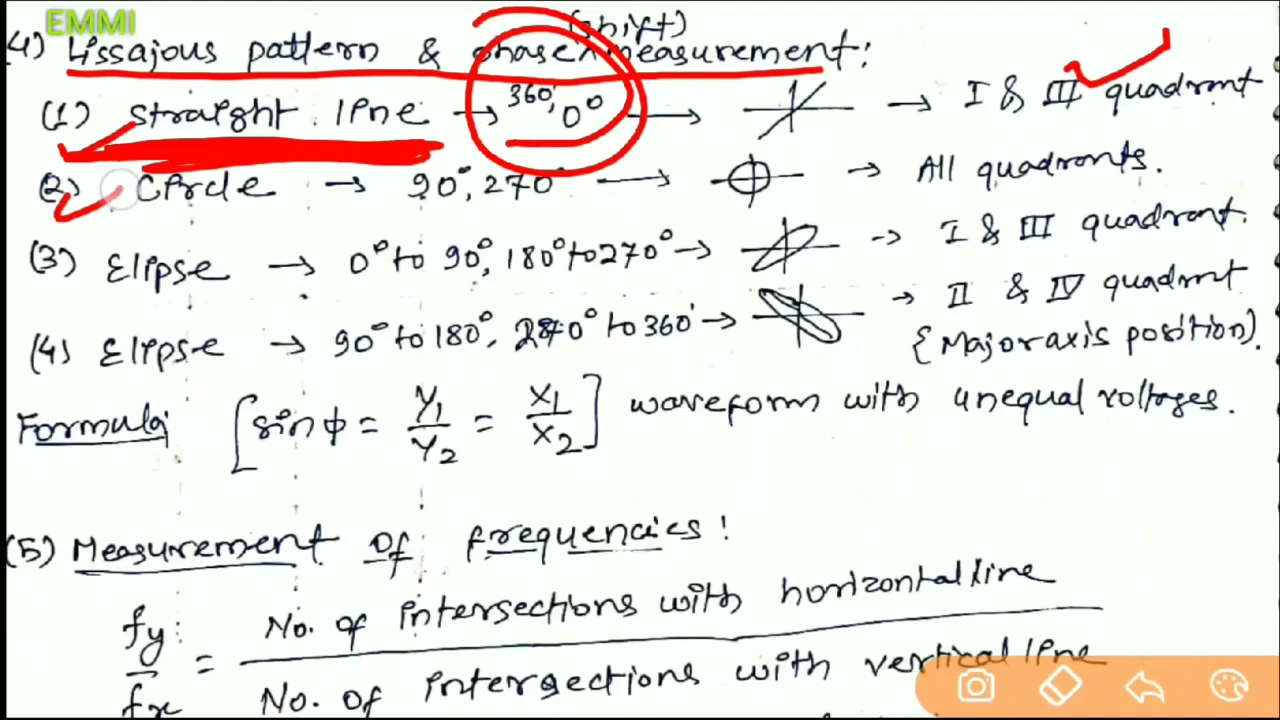 EMMI
(shift)
(4) Lissajous pattern & phase measurement:
(1) Straight line → 360°, 0° → → I & III quadrant
(2) Circle → 90°, 270° → → All quadrants.
(3) Elipse → 0° to 90°, 180° to 270° → → I & III quadrant.
(4) Elipse → 90° to 180°, 270° to 360° → → II & IV quadrant
{Major axis position}.
Formula: [sin ϕ = Y1/Y2 = X1/X2] waveform with unequal voltages.
(5) Measurement of frequencies:
fy/fx = No. of intersections with horizontal line / No. of intersections with vertical line